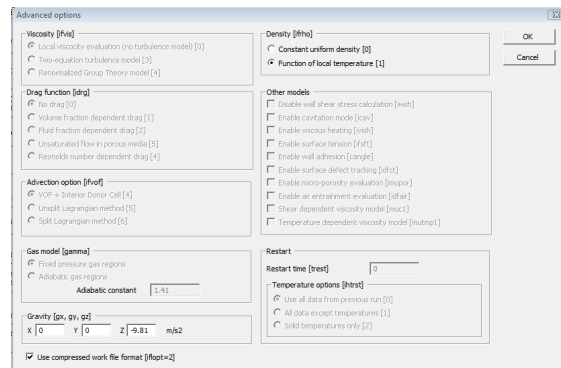 Advanced options
Viscosity [ifvis]
Local viscosity evaluation (no turbulence model) [0]
Two-equation turbulence model [3]
Renormalized Group Theory model [4]
Drag function [idrg]
No drag [0]
Volume fraction dependent drag [1]
Fluid fraction dependent drag [2]
Unsaturated flow in porous media [5]
Reynolds number dependent drag [4]
Advection option [ifvof]
VOF + Interior Donor Cell [4]
Unsplit Lagrangian method [5]
Split Lagrangian method [6]
Gas model [gamma]
Fixed pressure gas regions
Adiabatic gas regions
Adiabatic constant 1.41
Gravity [gx, gy, gz]
X 0 Y 0 Z -9.81 m/s2
Use compressed work file format [iflopt=2]
Density [ifrho]
Constant uniform density [0]
Function of local temperature [1]
Other models
Disable wall shear stress calculation [iwsh]
Enable cavitation mode [icav]
Enable viscous heating [ivish]
Enable surface tension [ifsft]
Enable wall adhesion [cangle]
Enable surface defect tracking [idfct]
Enable micro-porosity evaluation [imupor]
Enable air entrainment evaluation [idfair]
Shear dependent viscosity model [muc1]
Temperature dependent viscosity model [mutmp1]
Restart
Restart time [trest] 0
Temperature options [ihtrst]
Use all data from previous run [0]
All data except temperatures [1]
Solid temperatures only [2]
OK
Cancel